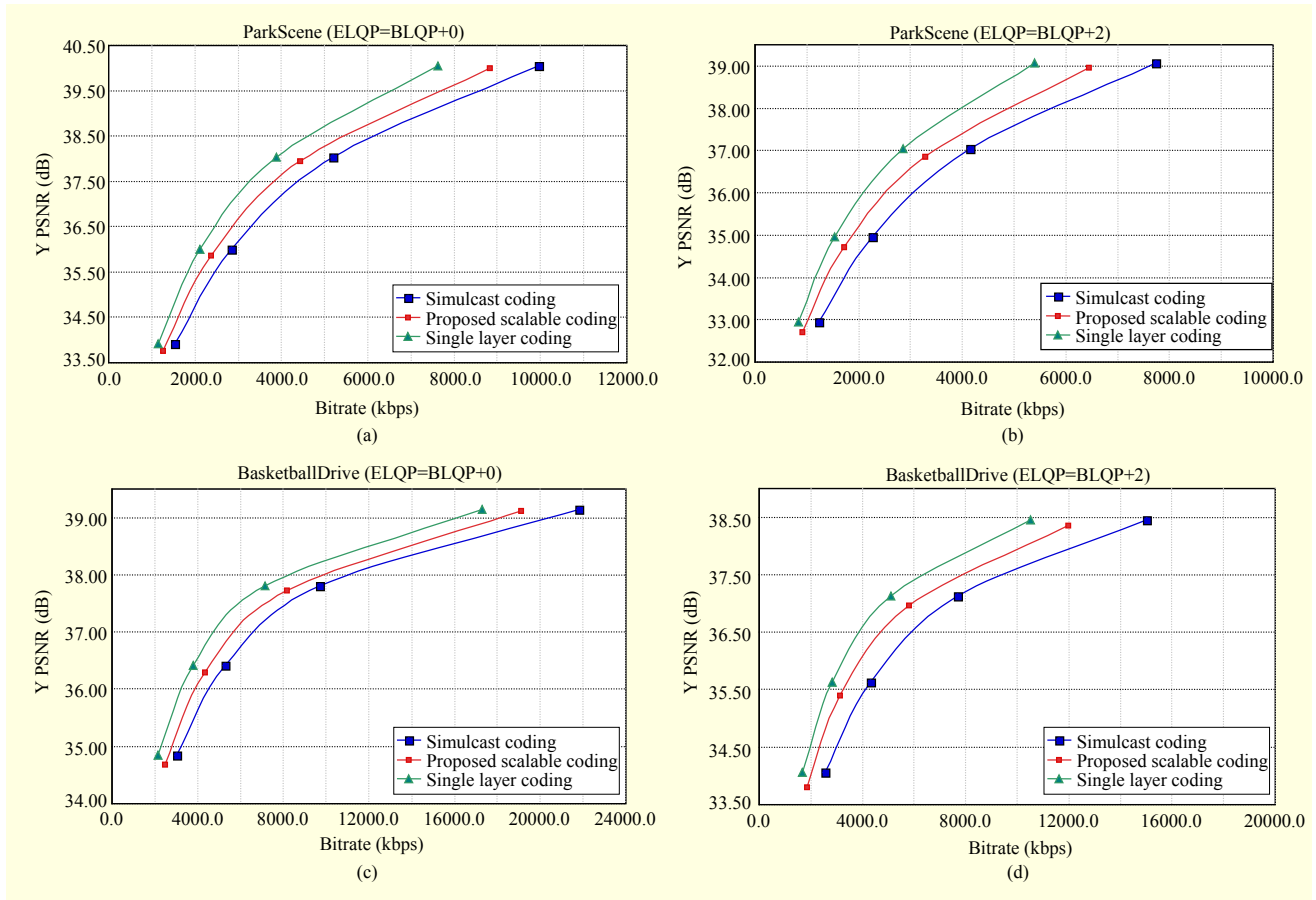 ParkScene (ELQP=BLQP+0)
40.50
39.50
38.50
37.50
36.50
35.50
34.50
33.50
Y PSNR (dB)
Simulcast coding
Proposed scalable coding
Single layer coding
0.0 2000.0 4000.0 6000.0 8000.0 10000.0 12000.0
Bitrate (kbps)
(a)
ParkScene (ELQP=BLQP+2)
39.00
38.00
37.00
36.00
35.00
34.00
33.00
32.00
Y PSNR (dB)
Simulcast coding
Proposed scalable coding
Single layer coding
0.0 2000.0 4000.0 6000.0 8000.0 10000.0
Bitrate (kbps)
(b)
BasketballDrive (ELQP=BLQP+0)
39.00
38.00
37.00
36.00
35.00
34.00
Y PSNR (dB)
Simulcast coding
Proposed scalable coding
Single layer coding
0.0 4000.0 8000.0 12000.0 16000.0 20000.0 24000.0
Bitrate (kbps)
(c)
BasketballDrive (ELQP=BLQP+2)
38.50
37.50
36.50
35.50
34.50
33.50
Y PSNR (dB)
Simulcast coding
Proposed scalable coding
Single layer coding
0.0 4000.0 8000.0 12000.0 16000.0 20000.0
Bitrate (kbps)
(d)